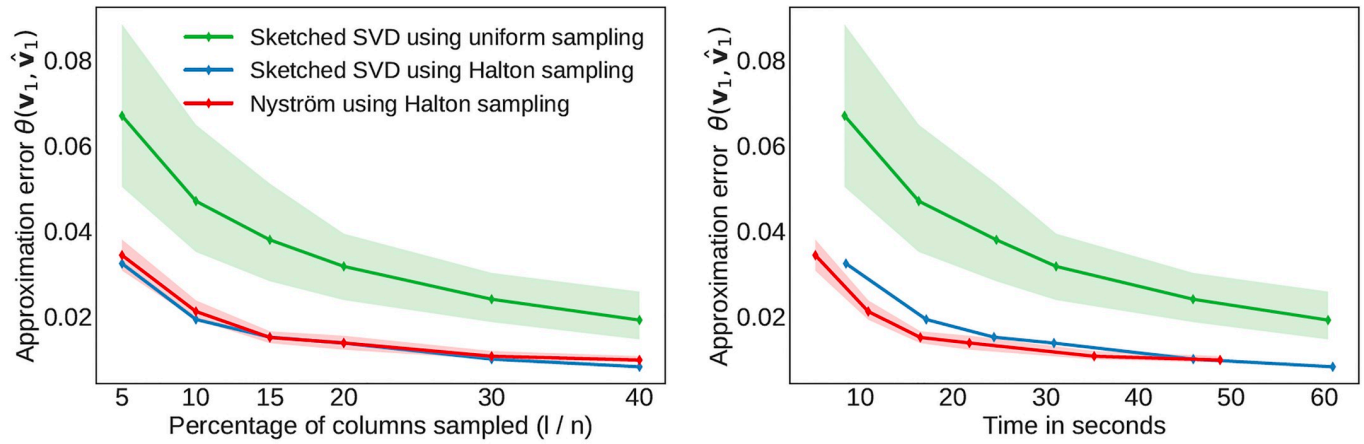 Approximation error θ(v₁, v̂₁)
0.08
0.06
0.04
0.02
Sketched SVD using uniform sampling
Sketched SVD using Halton sampling
Nyström using Halton sampling
5 10 15 20 30 40
Percentage of columns sampled (l / n)
Approximation error θ(v₁, v̂₁)
0.08
0.06
0.04
0.02
10 20 30 40 50 60
Time in seconds